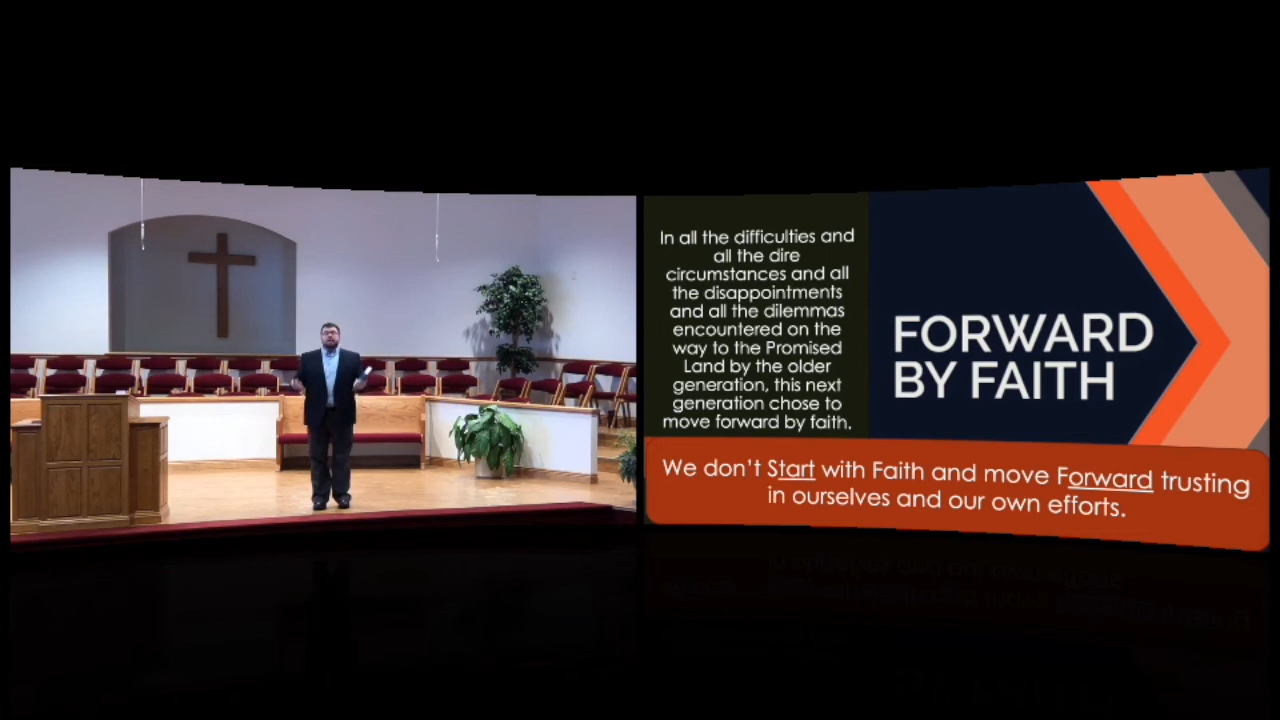 In all the difficulties and
all the dire
circumstances and all
the disappointments
and all the dilemmas
encountered on the
way to the Promised
Land by the older
generation, this next
generation chose to
move forward by faith.
FORWARD
BY FAITH
We don't Start with Faith and move Forward trusting
in ourselves and our own efforts.